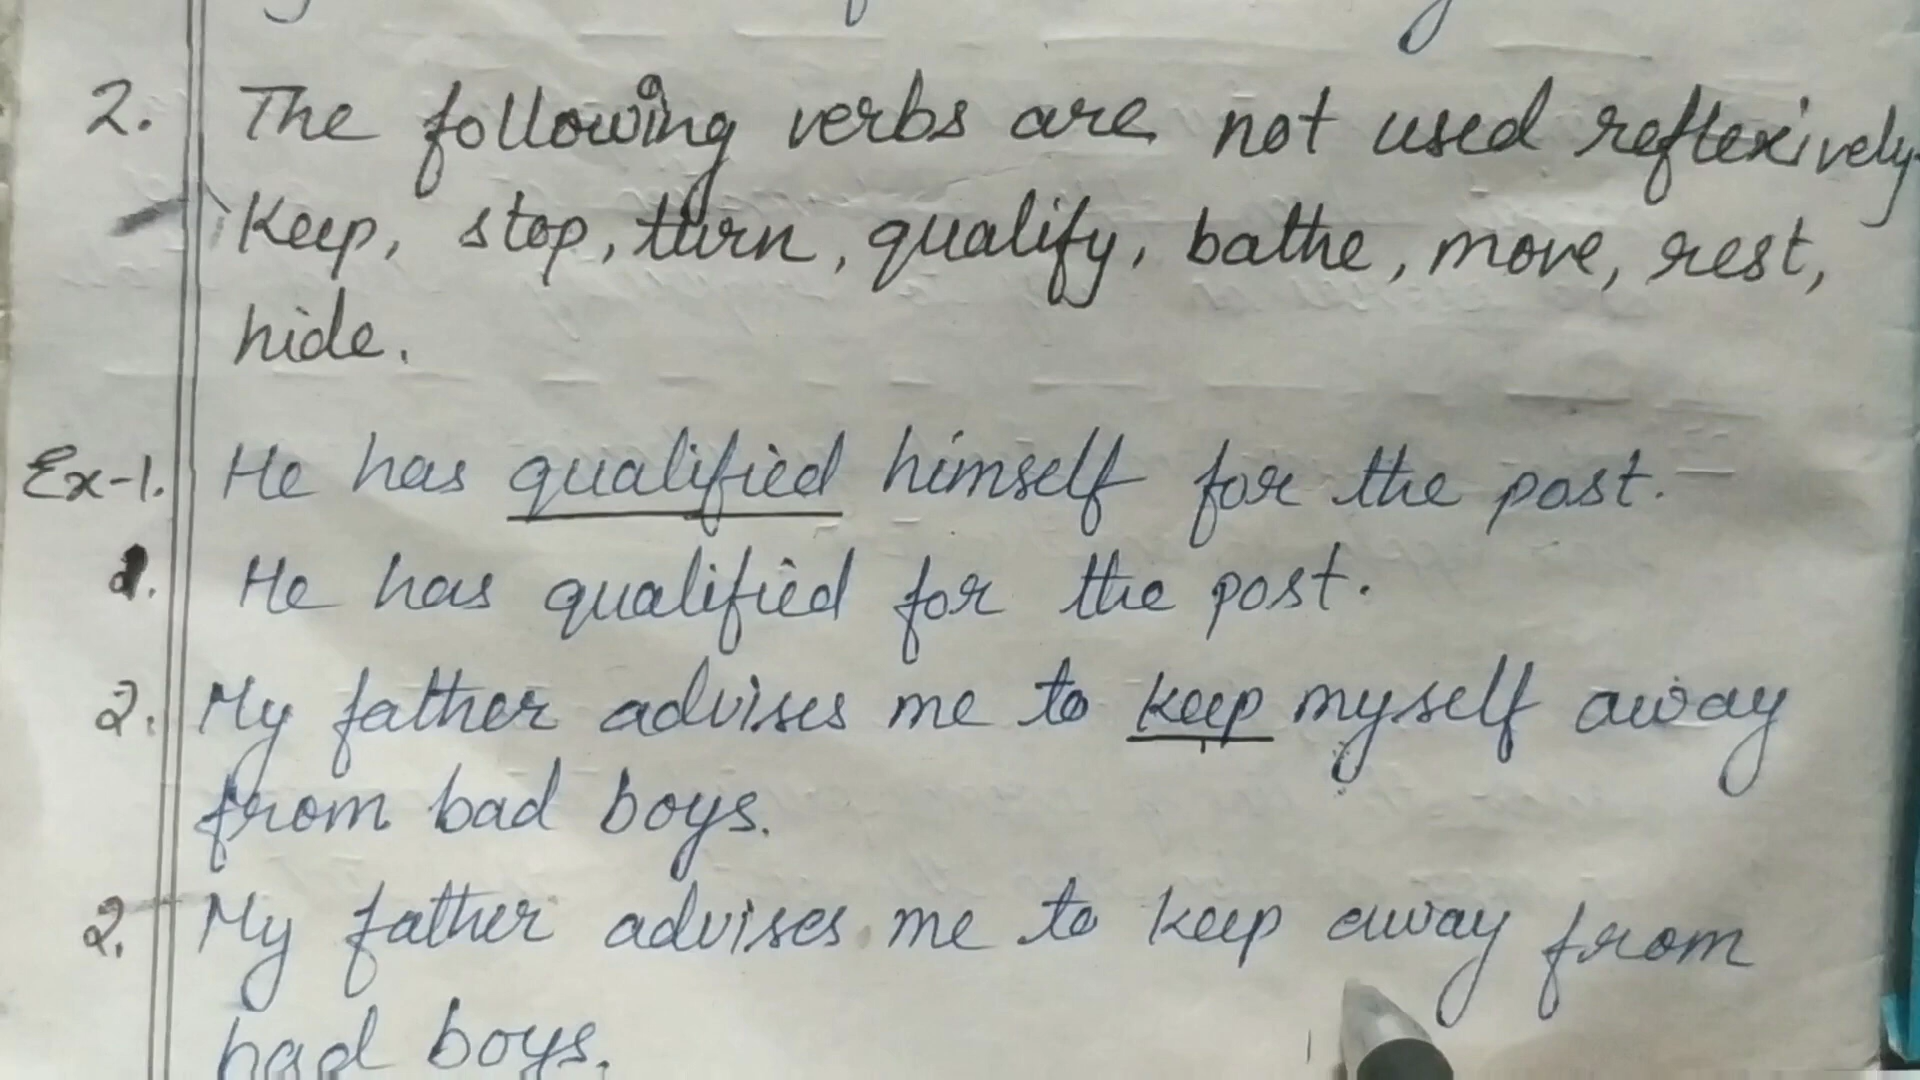 2. The following verbs are not used reflexively.
Keep, stop, turn, qualify, bathe, move, rest,
hide.
Ex-1. He has qualified himself for the post.
1. He has qualified for the post.
2. My father advises me to keep myself away
from bad boys.
2. My father advises me to keep away from
bad boys.